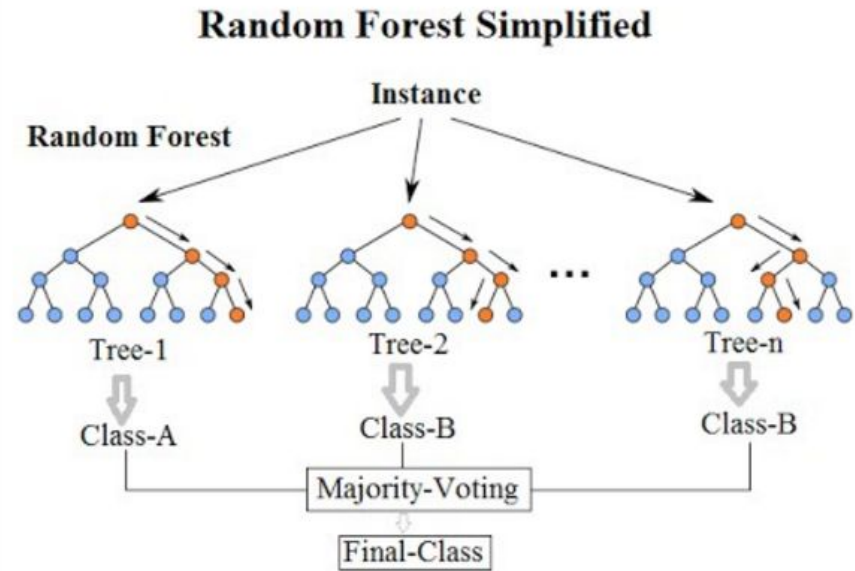 Random Forest Simplified
Instance
Random Forest
...
Tree-1
Tree-2
Tree-n
Class-A
Class-B
Class-B
Majority-Voting
Final-Class